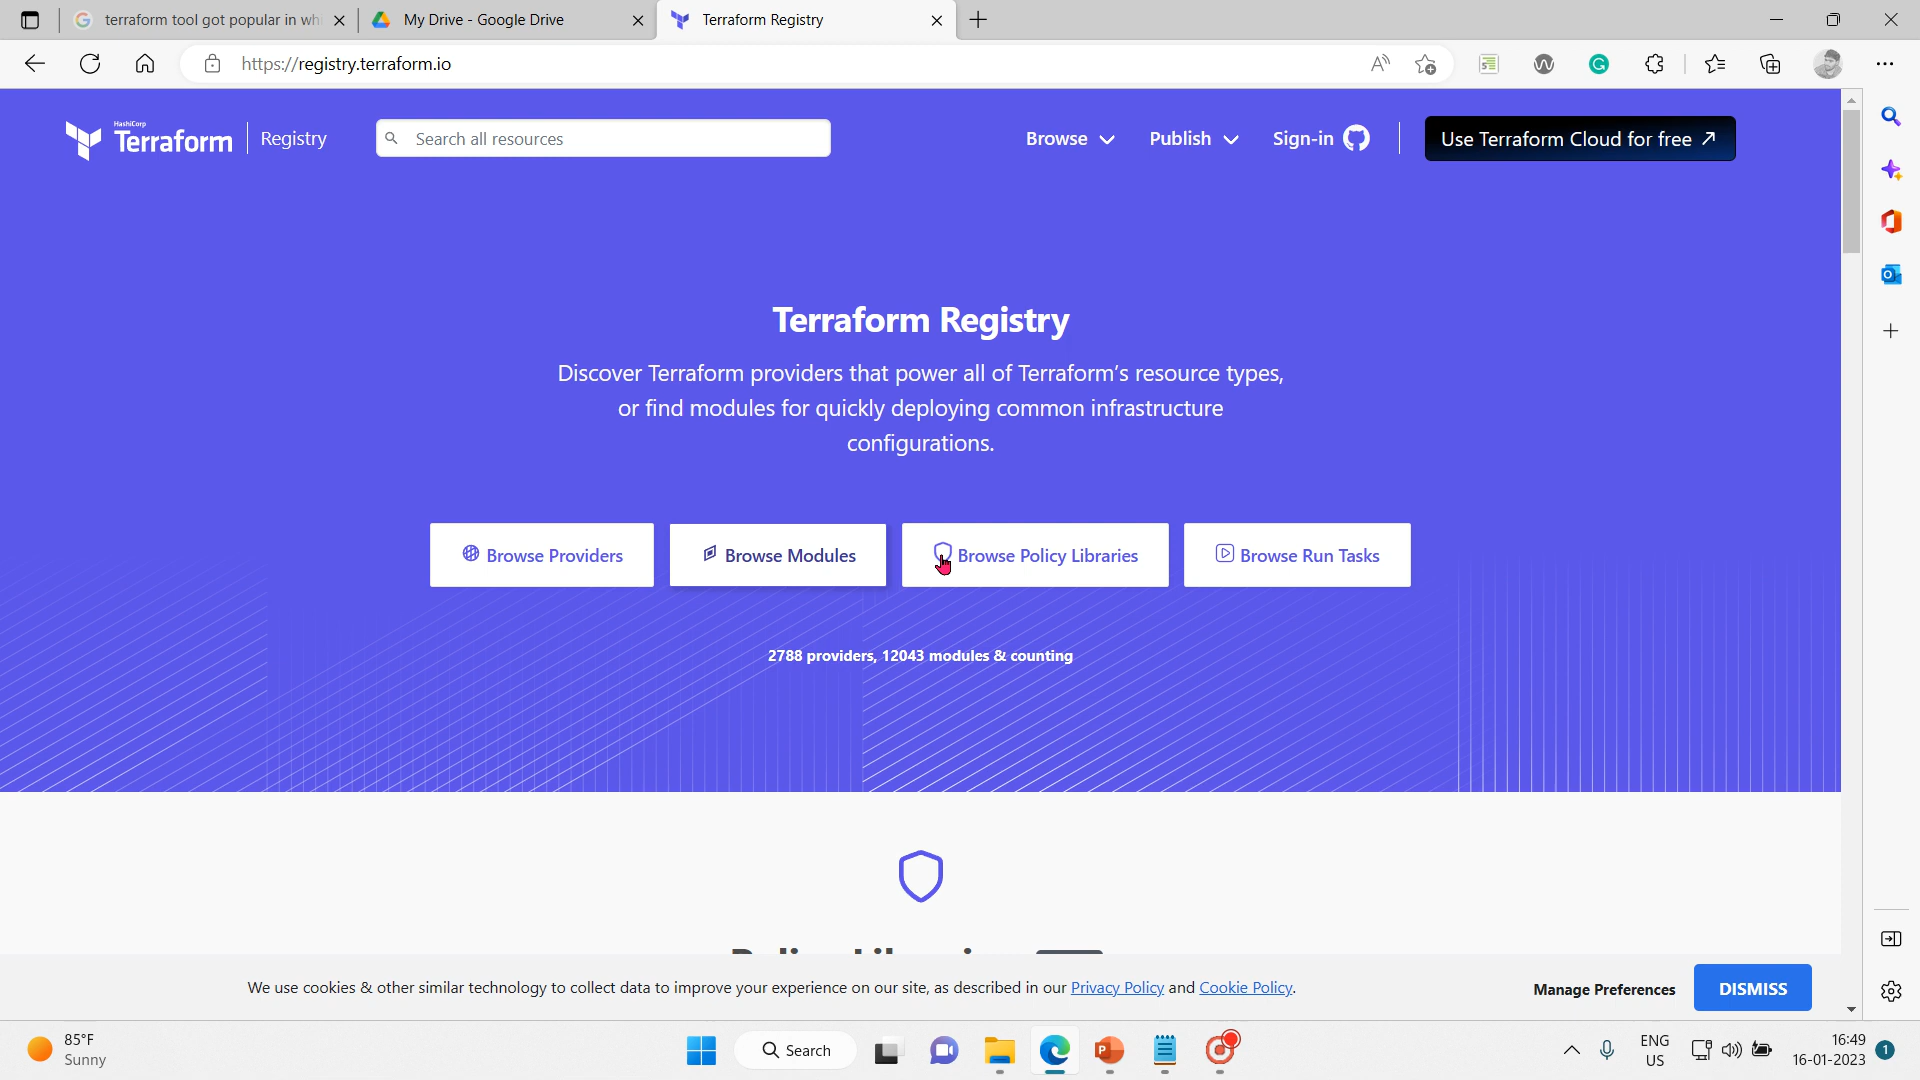 terraform tool got popular in wh
My Drive - Google Drive
Terraform Registry
https://registry.terraform.io
HashiCorp
Terraform
Registry
Search all resources
Browse
Publish
Sign-in
Use Terraform Cloud for free
Terraform Registry
Discover Terraform providers that power all of Terraform's resource types,
or find modules for quickly deploying common infrastructure
configurations.
Browse Providers
Browse Modules
Browse Policy Libraries
Browse Run Tasks
2788 providers, 12043 modules & counting
We use cookies & other similar technology to collect data to improve your experience on our site, as described in our Privacy Policy and Cookie Policy.
Manage Preferences
DISMISS
85°F
Sunny
Search
ENG
US
16:49
16-01-2023
1